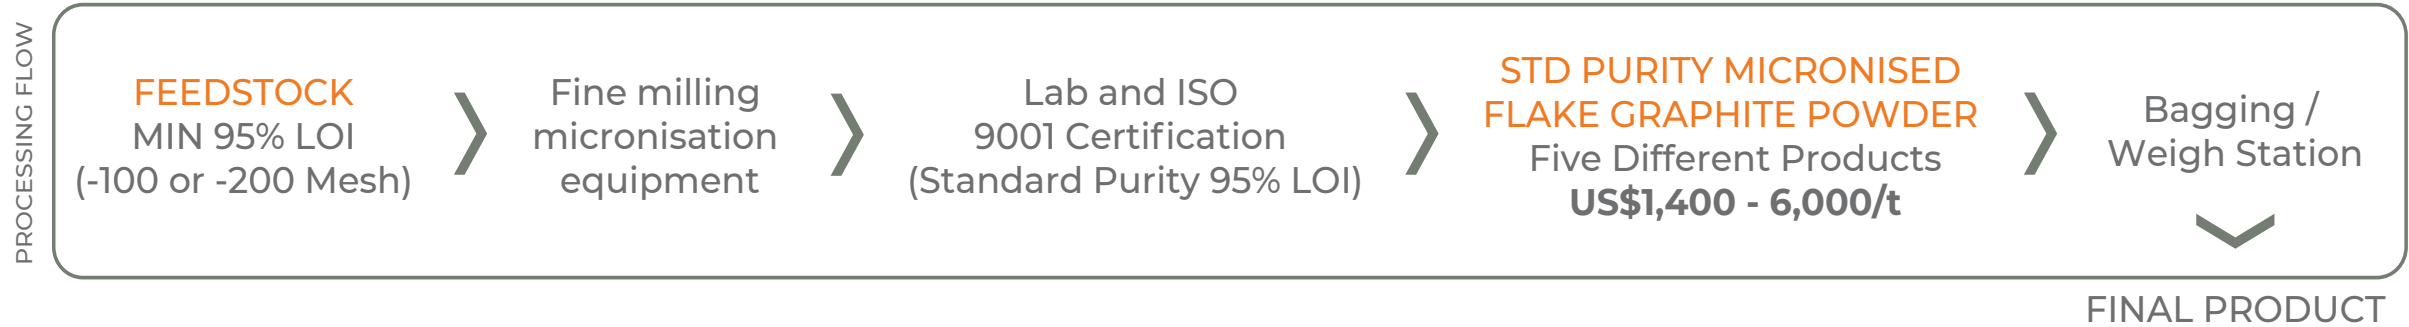 PROCESSING FLOW
FEEDSTOCK
MIN 95% LOI
(-100 or -200 Mesh)
Fine milling
micronisation
equipment
Lab and ISO
9001 Certification
(Standard Purity 95% LOI)
STD PURITY MICRONISED
FLAKE GRAPHITE POWDER
Five Different Products
US$1,400 - 6,000/t
Bagging /
Weigh Station
FINAL PRODUCT